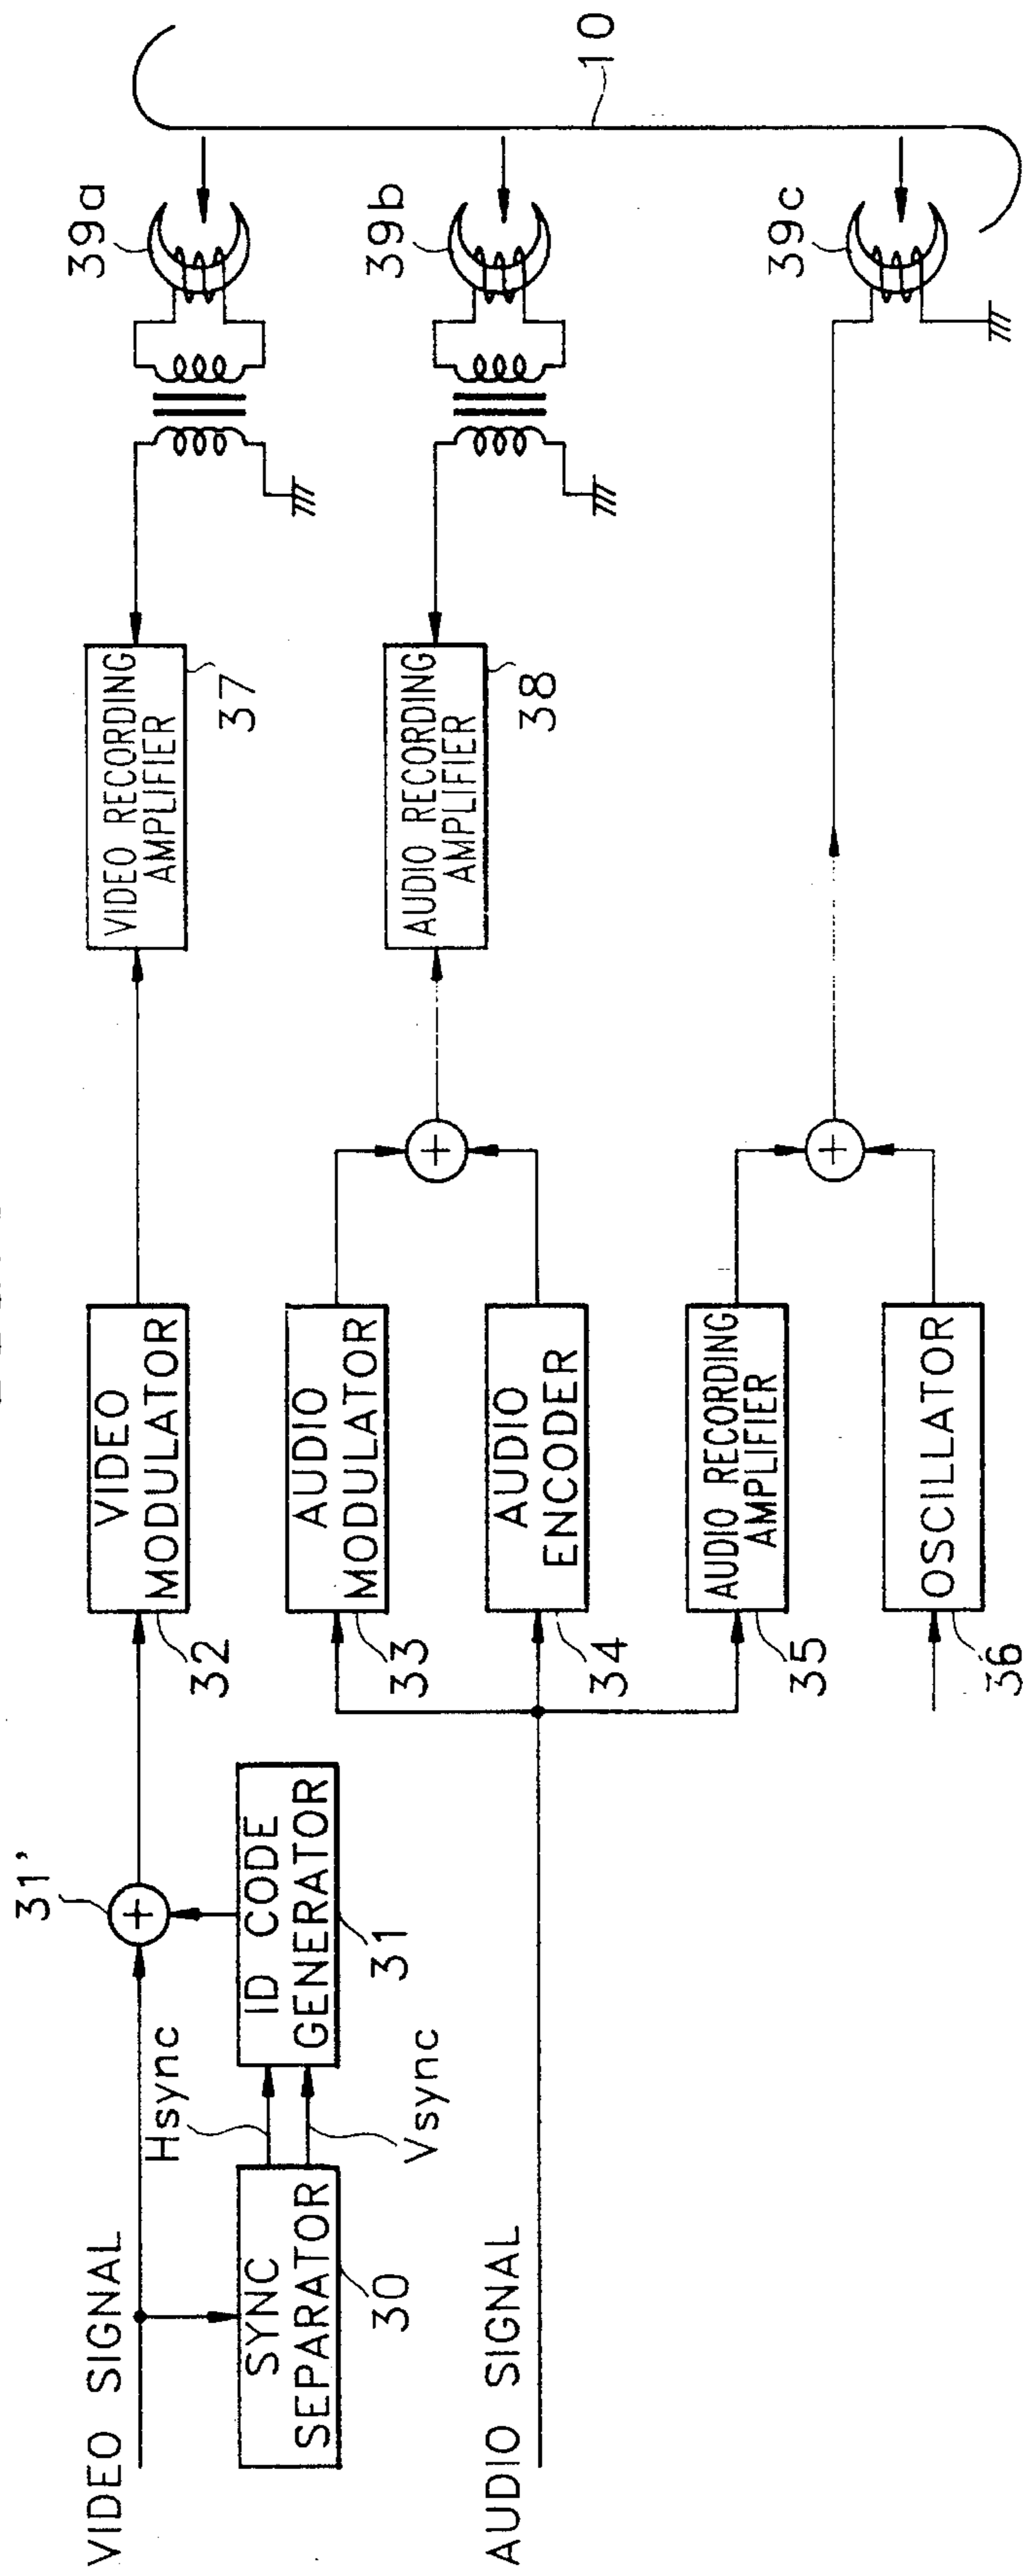 VIDEO SIGNAL
SYNC
SEPARATOR
30
Hsync
Vsync
31'
ID CODE
GENERATOR
31
VIDEO
MODULATOR
32
VIDEO RECORDING
AMPLIFIER
37
39a
AUDIO SIGNAL
AUDIO
MODULATOR
33
AUDIO
ENCODER
34
AUDIO RECORDING
AMPLIFIER
38
39b
AUDIO RECORDING
AMPLIFIER
35
OSCILLATOR
36
39c
10
+
+
+